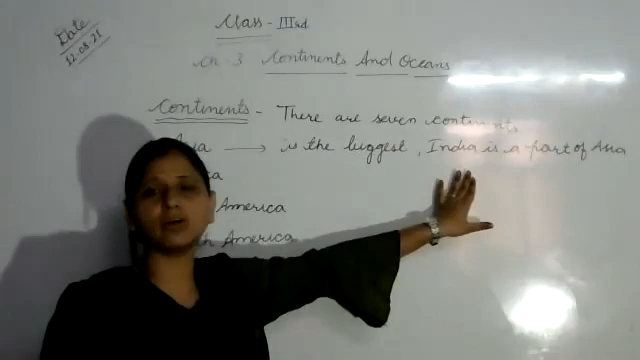 Date
12.08.21
Class - IIIrd
Ch-3 Continents And Oceans
Continents - There are seven continents
→ is the biggest, India is a part of Asia
America
America